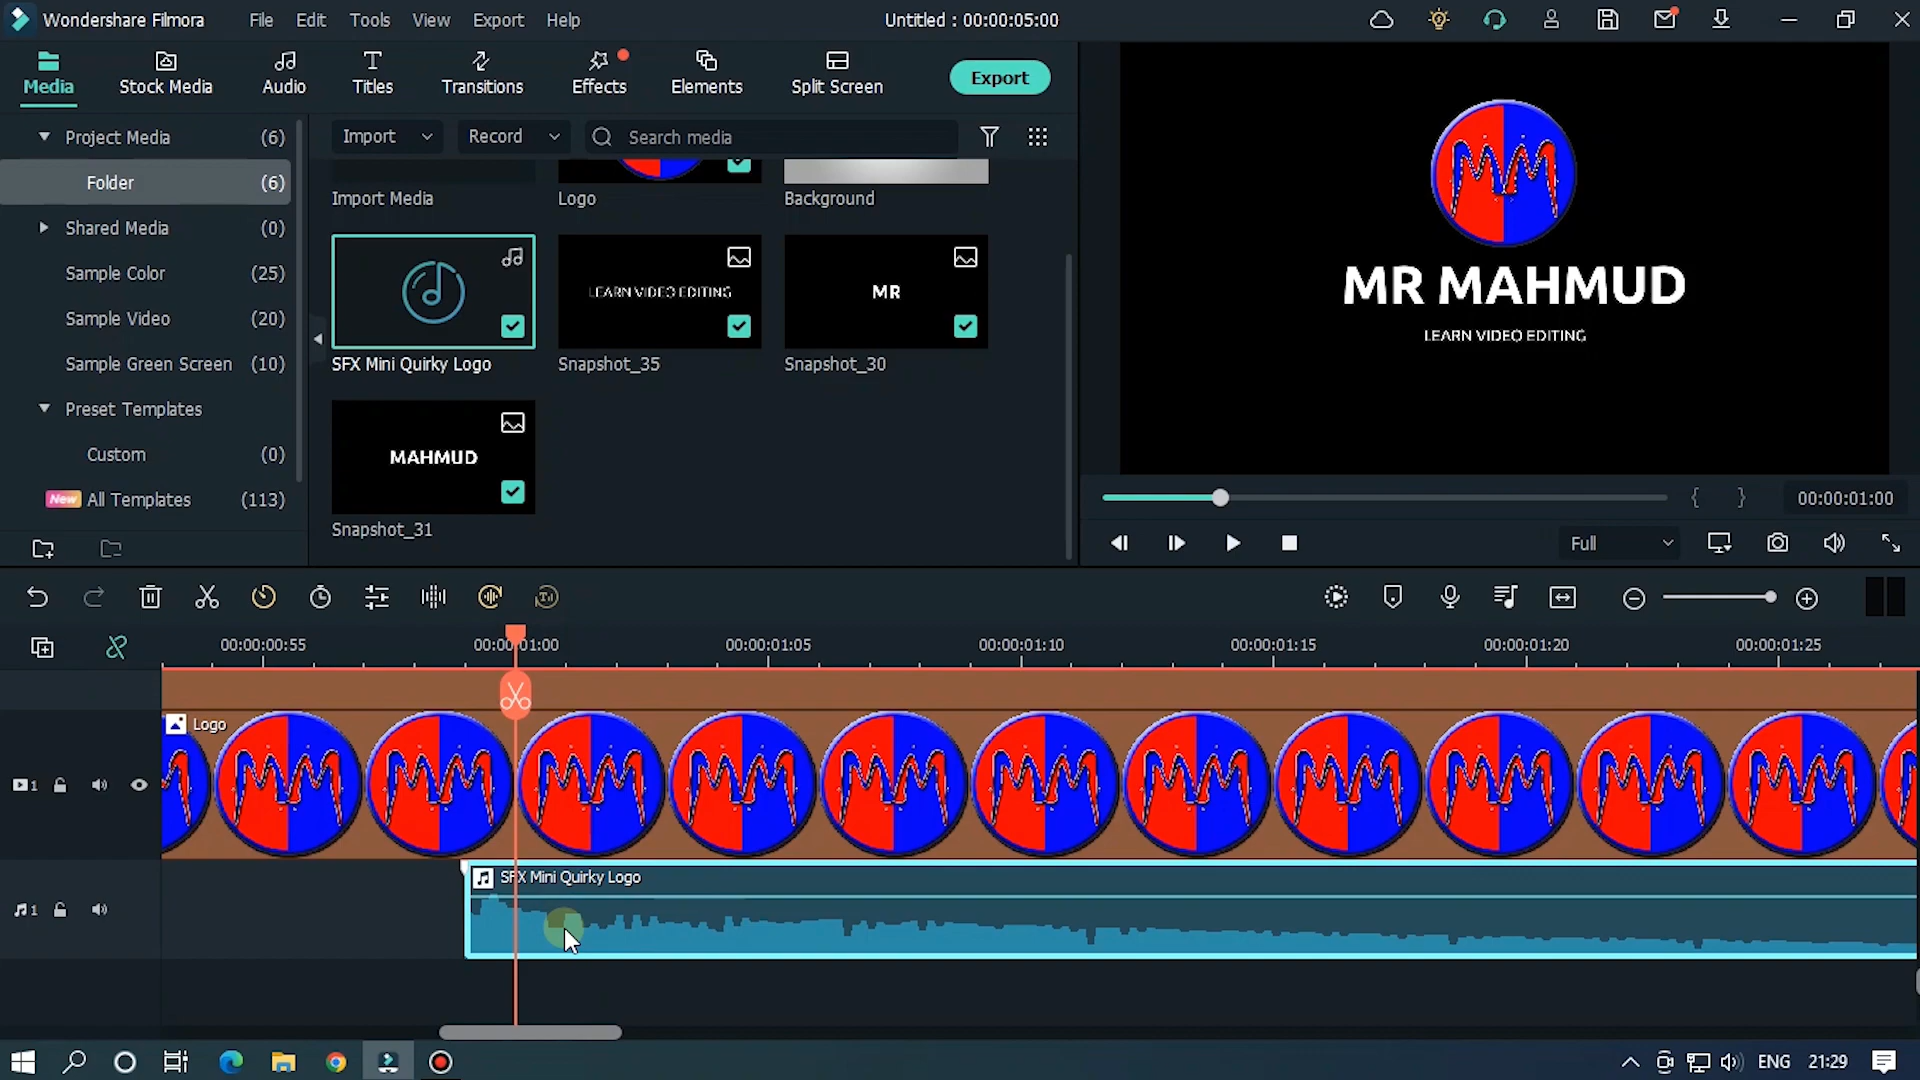 Wondershare Filmora File Edit Tools View Export Help Untitled : 00:00:05:00
Media Stock Media Audio Titles Transitions Effects Elements Split Screen Export
Project Media (6)
Folder (6)
Shared Media (0)
Sample Color (25)
Sample Video (20)
Sample Green Screen (10)
Preset Templates
Custom (0)
New All Templates (113)
Import Record Search media
Import Media Logo Background
LEARN VIDEO EDITING MR
SFX Mini Quirky Logo Snapshot_35 Snapshot_30
MAHMUD
Snapshot_31
MM
MR MAHMUD
LEARN VIDEO EDITING
{ } 00:00:01:00
Full
00:00:00:55 00:00:01:00 00:00:01:05 00:00:01:10 00:00:01:15 00:00:01:20 00:00:01:25
Logo
1
SFX Mini Quirky Logo
1
ENG 21:29